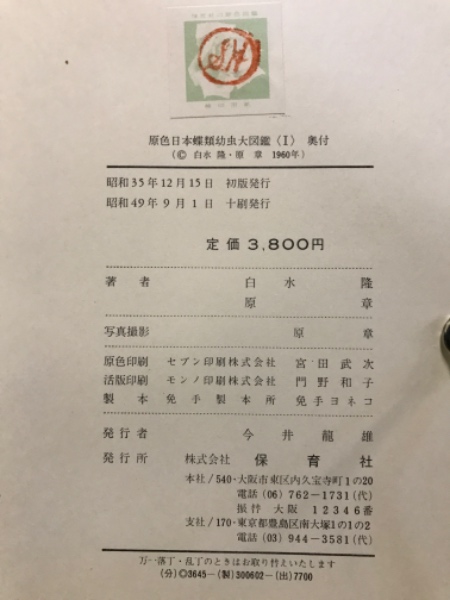 原色日本蝶類幼虫大図鑑〈Ⅰ〉 奥付
(© 白水 隆・原 章 1960年)
昭和35年12月15日 初版発行
昭和49年9月1日 十刷発行
定価 3,800円
著者 白水 隆
原 章
写真撮影 原 章
原色印刷 セブン印刷株式会社 宮田武次
活版印刷 モンノ印刷株式会社 門野和子
製本 免手製本所 免手ヨネコ
発行者 今井龍雄
発行所 株式会社 保育社
本社/540・大阪市東区内久宝寺町1の20
電話 (06) 762-1731(代)
振替 大阪 12346番
支社/170・東京都豊島区南大塚1の1の2
電話 (03) 944-3581(代)
万一落丁・乱丁のときはお取り替えいたします
(分)◎3645-(製)300602-(出)7700